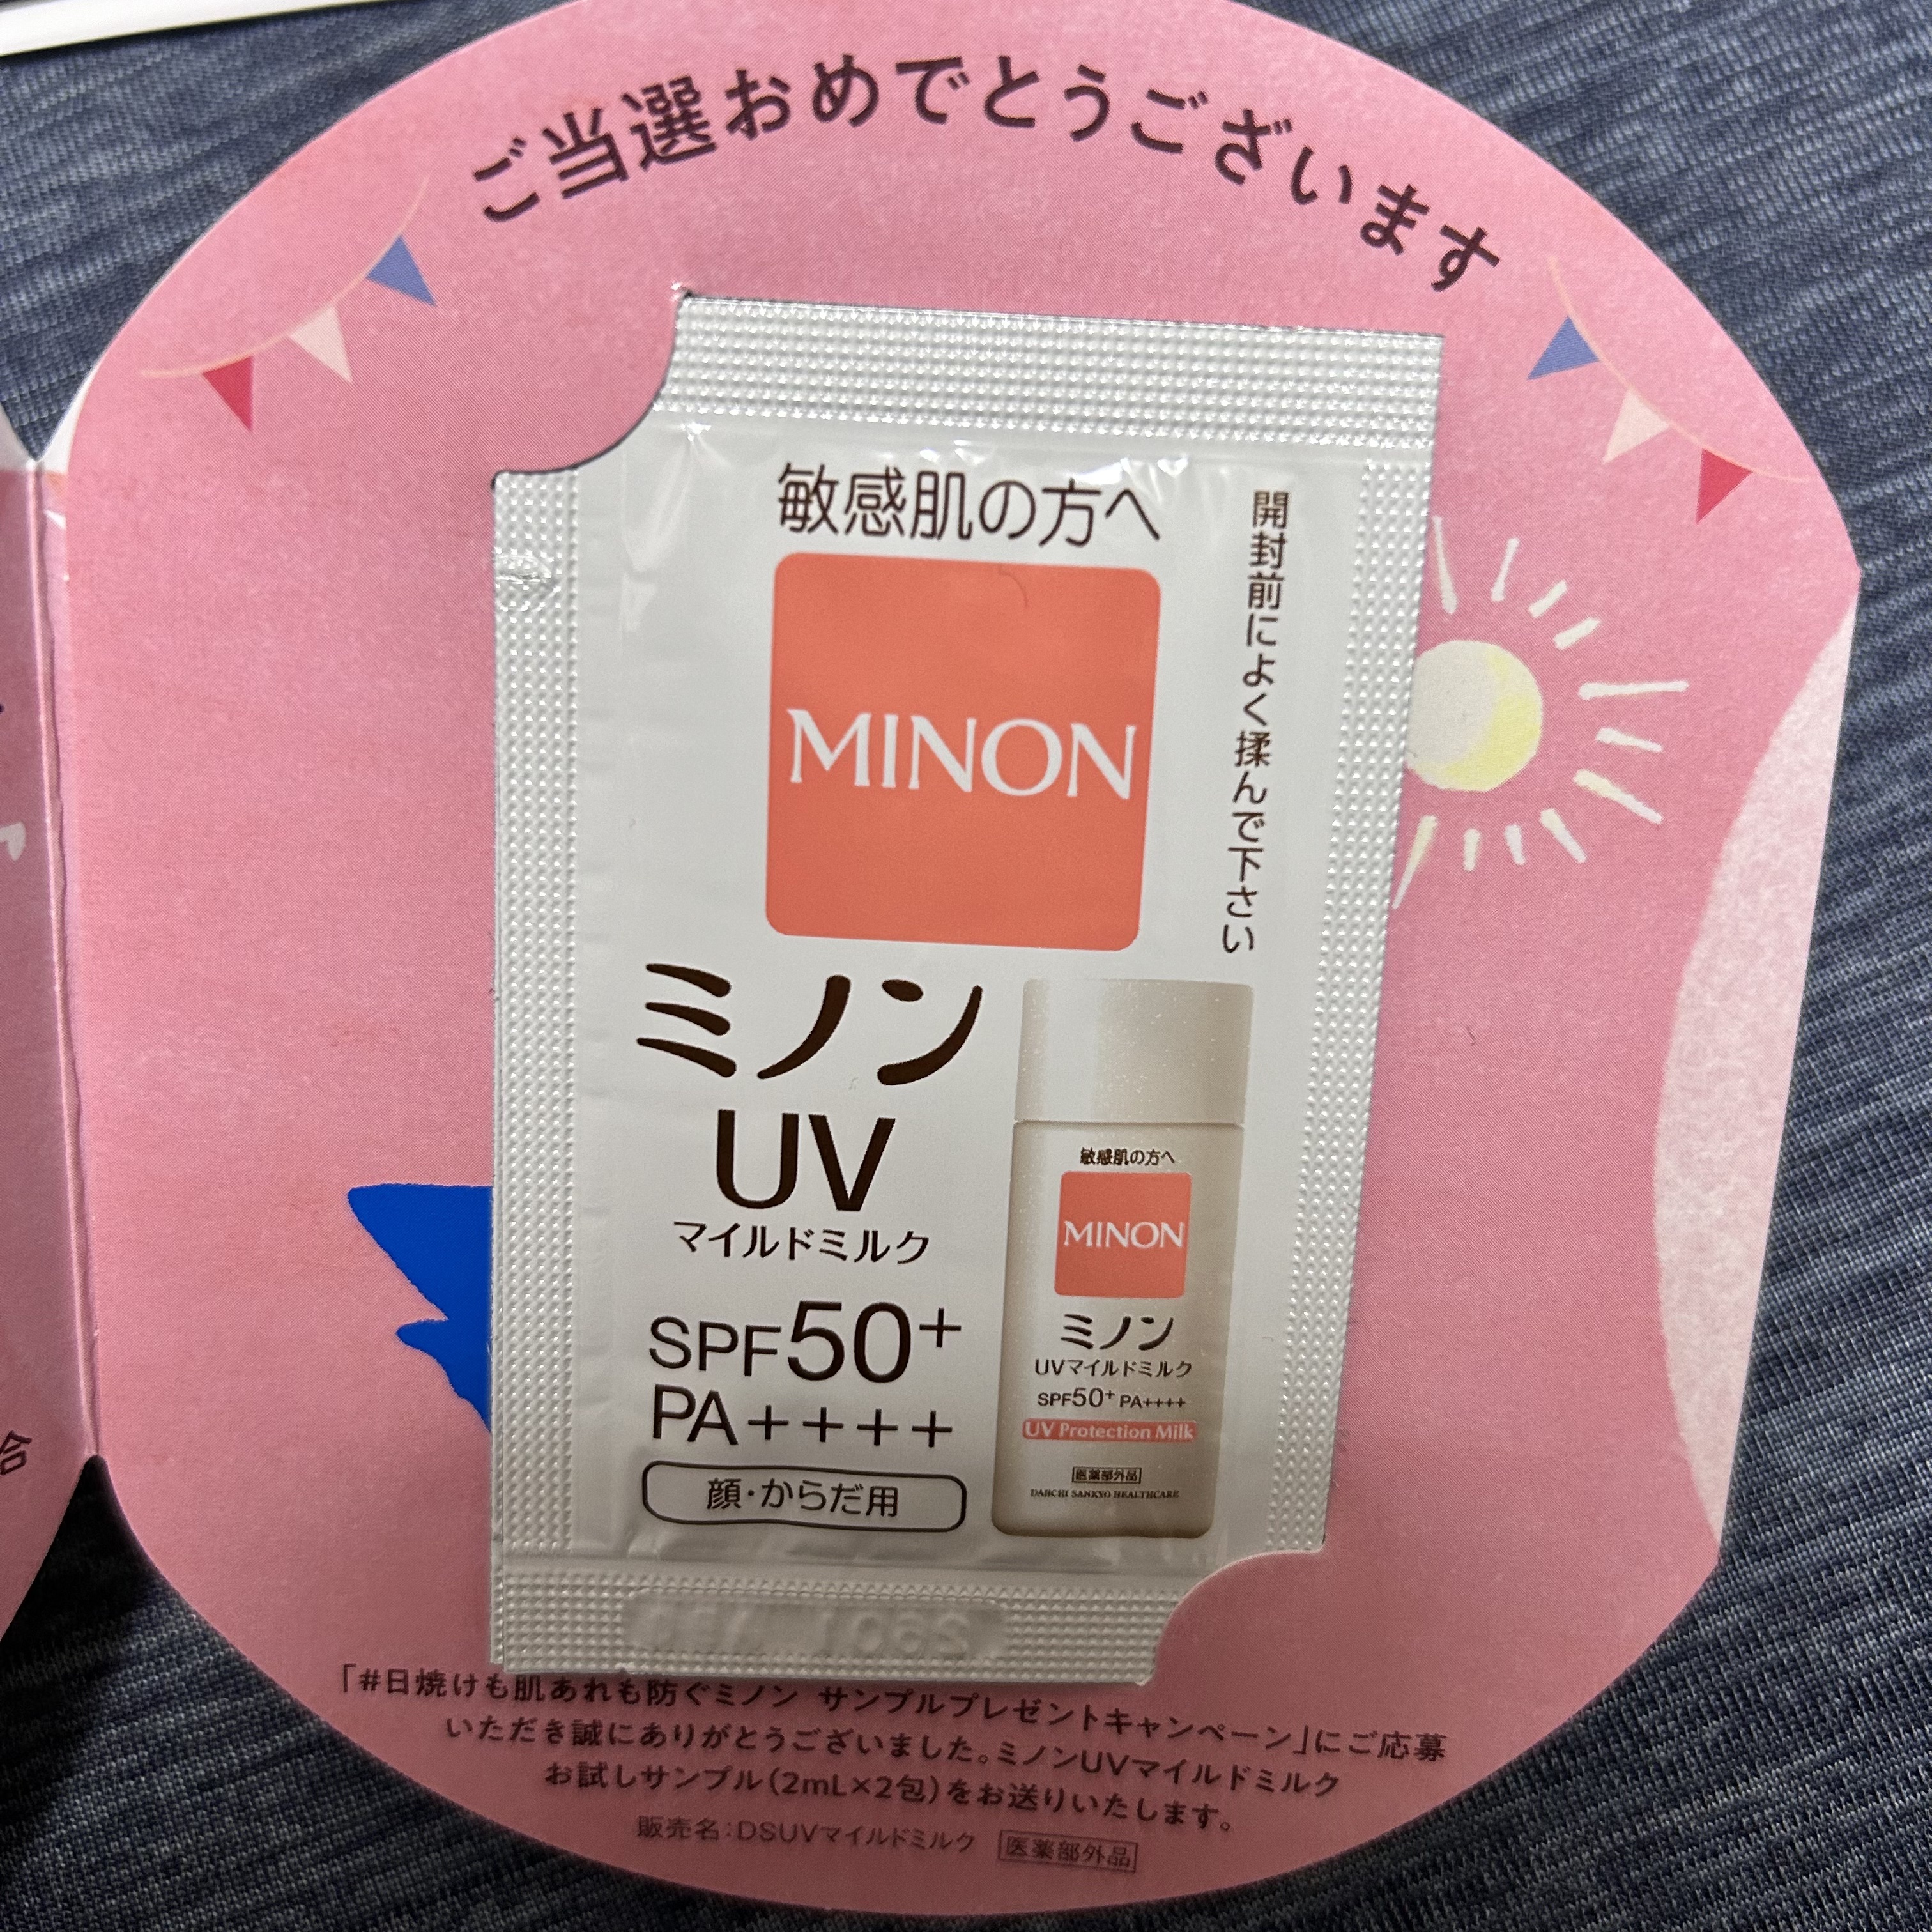 ご当選おめでとうございます
敏感肌の方へ
開封前によく揉んで下さい
MINON
ミノン
UV
マイルドミルク
SPF50+
PA++++
顔・からだ用
敏感肌の方へ
MINON
ミノン
UVマイルドミルク
SPF50+ PA++++
UV Protection Milk
医薬部外品
DAIICHI SANKYO HEALTHCARE
「#日焼けも肌あれも防ぐミノン サンプルプレゼントキャンペーン」にご応募
いただき誠にありがとうございました。ミノンUVマイルドミルク
お試しサンプル(2mL×2包)をお送りいたします。
販売名:DSUVマイルドミルク 医薬部外品